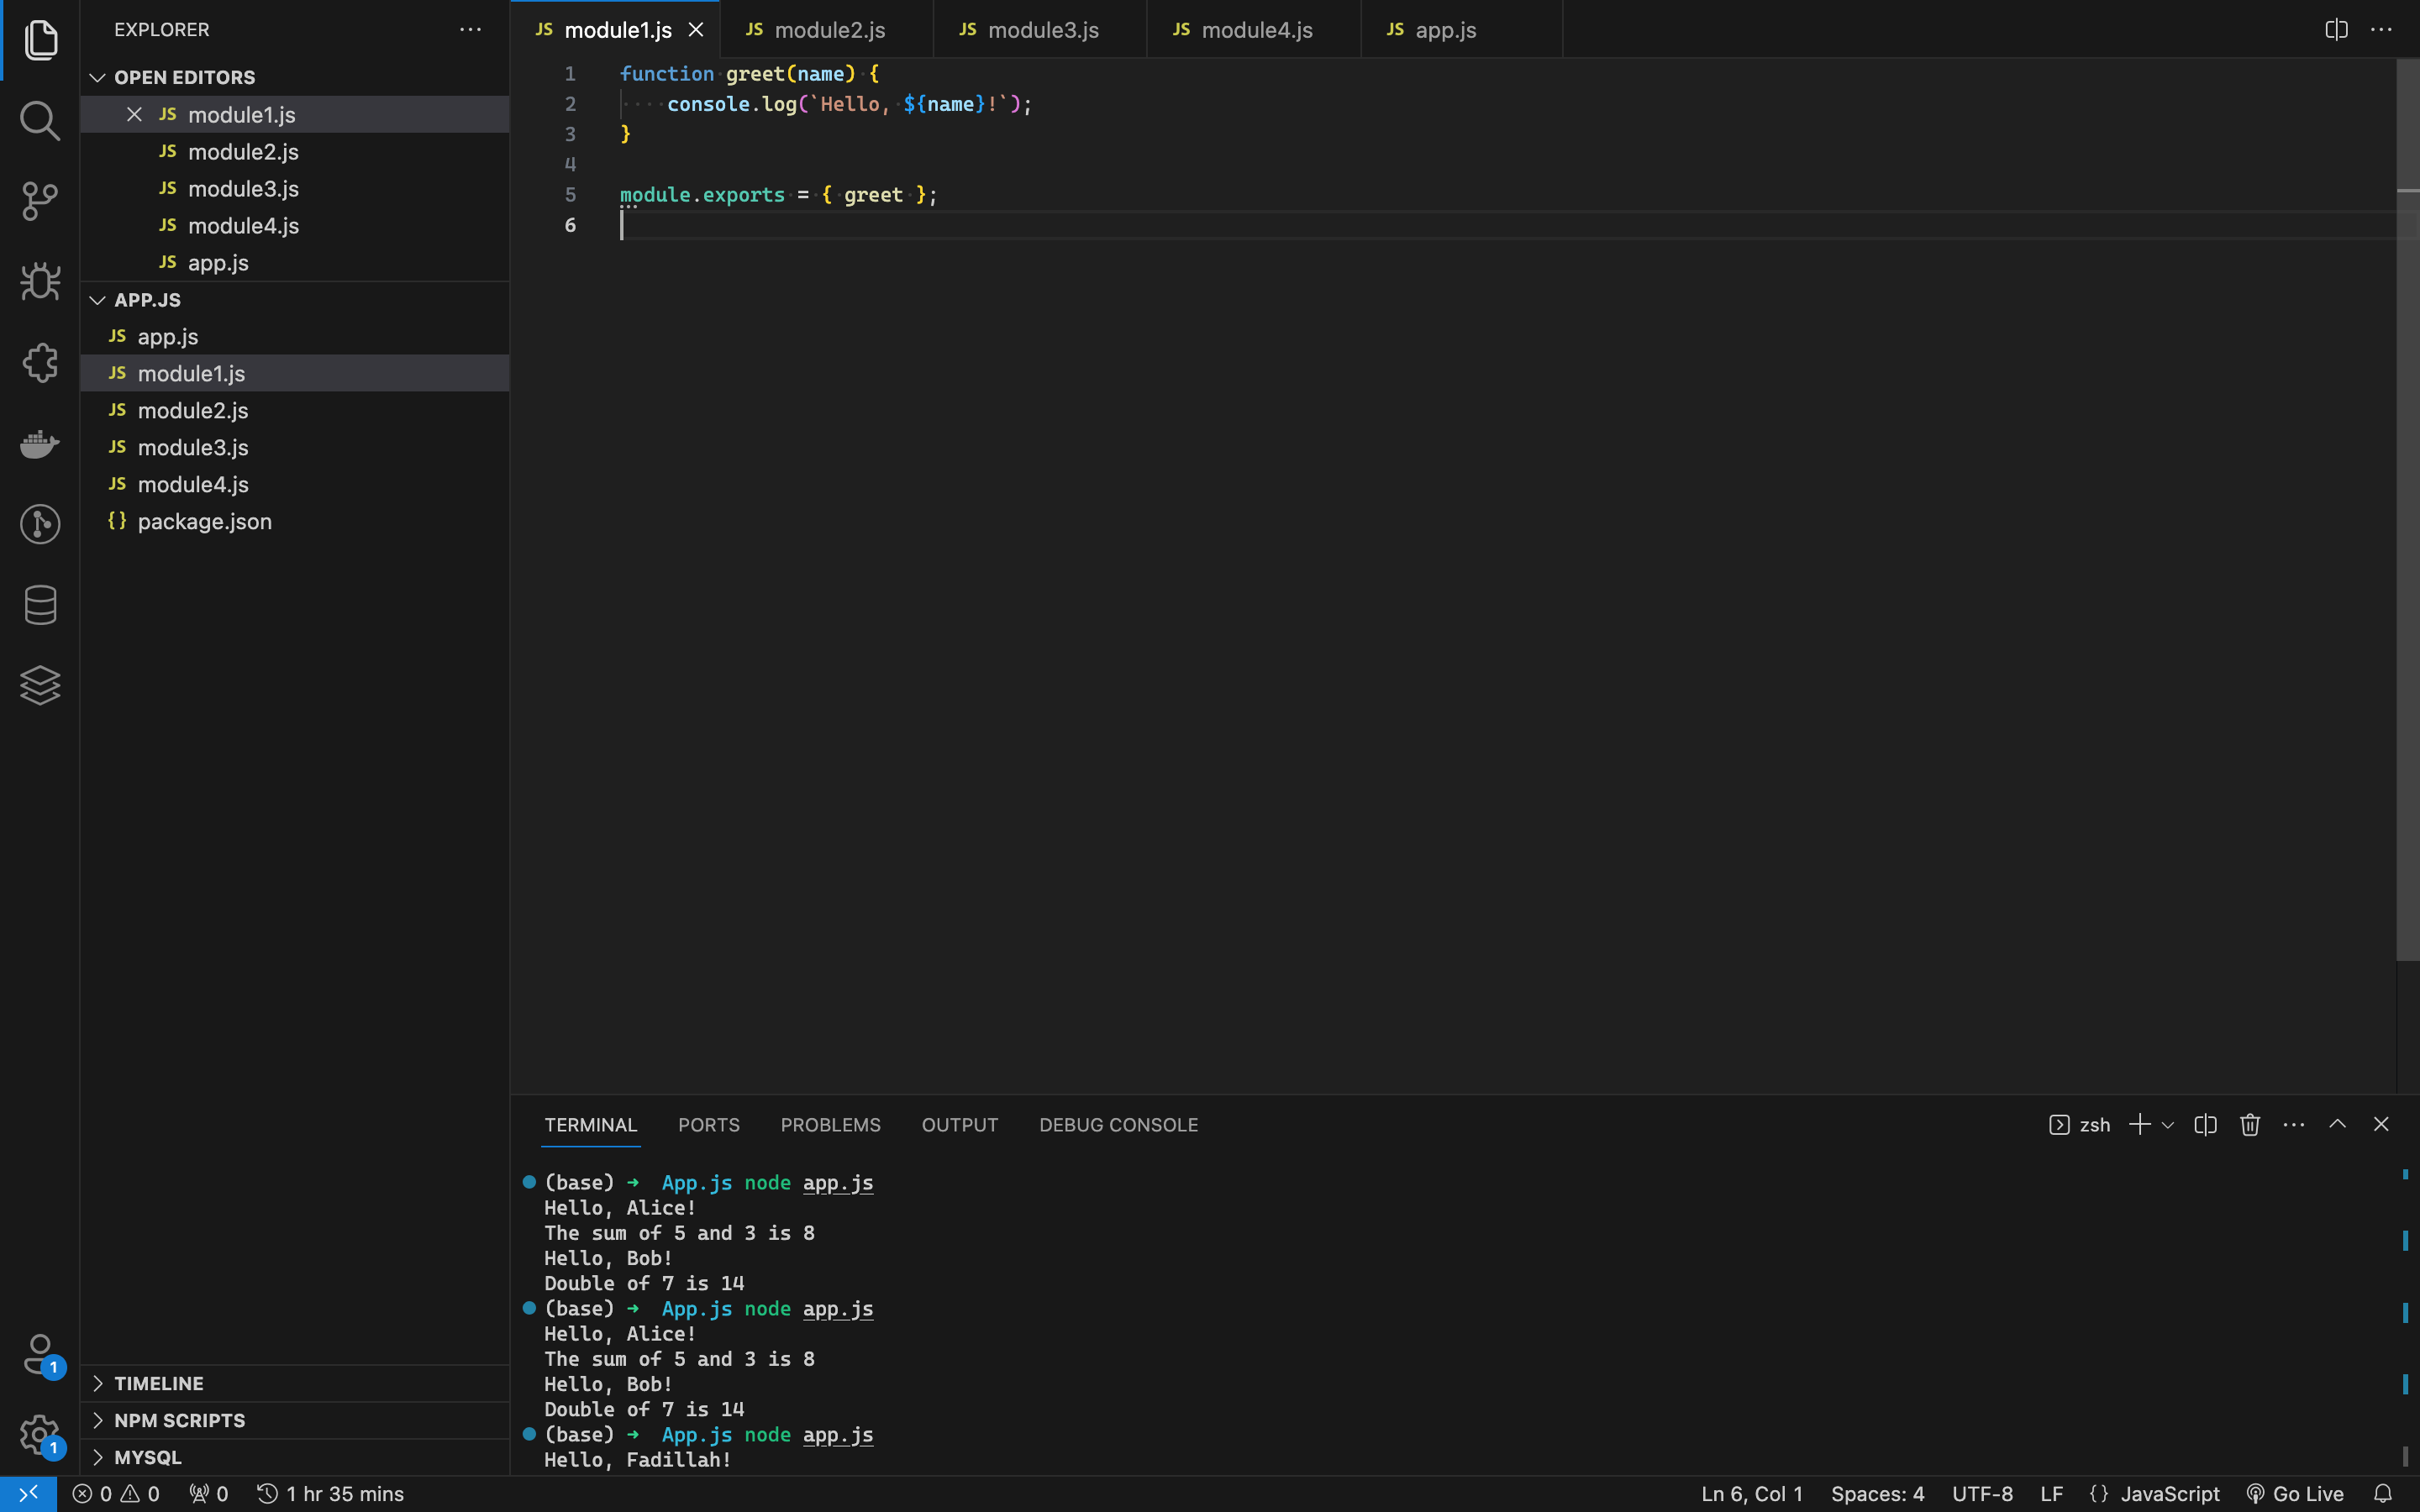 EXPLORER
OPEN EDITORS
JS module1.js
JS module2.js
JS module3.js
JS module4.js
JS app.js
APP.JS
JS app.js
JS module1.js
JS module2.js
JS module3.js
JS module4.js
{} package.json
TIMELINE
NPM SCRIPTS
MYSQL
1
1
JS module1.js JS module2.js JS module3.js JS module4.js JS app.js
1 function greet(name) {
2     console.log(`Hello, ${name}!`);
3 }
4
5 module.exports = { greet };
6
TERMINAL PORTS PROBLEMS OUTPUT DEBUG CONSOLE zsh
(base) ➜ App.js node app.js
Hello, Alice!
The sum of 5 and 3 is 8
Hello, Bob!
Double of 7 is 14
(base) ➜ App.js node app.js
Hello, Alice!
The sum of 5 and 3 is 8
Hello, Bob!
Double of 7 is 14
(base) ➜ App.js node app.js
Hello, Fadillah!
0 0 0 1 hr 35 mins Ln 6, Col 1 Spaces: 4 UTF-8 LF {} JavaScript Go Live